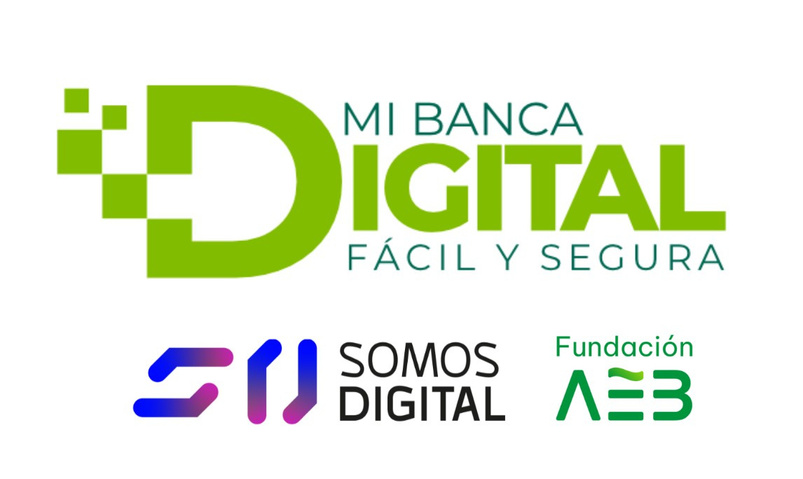 MI BANCA
DIGITAL
FÁCIL Y SEGURA
SOMOS
DIGITAL
Fundación
AEB